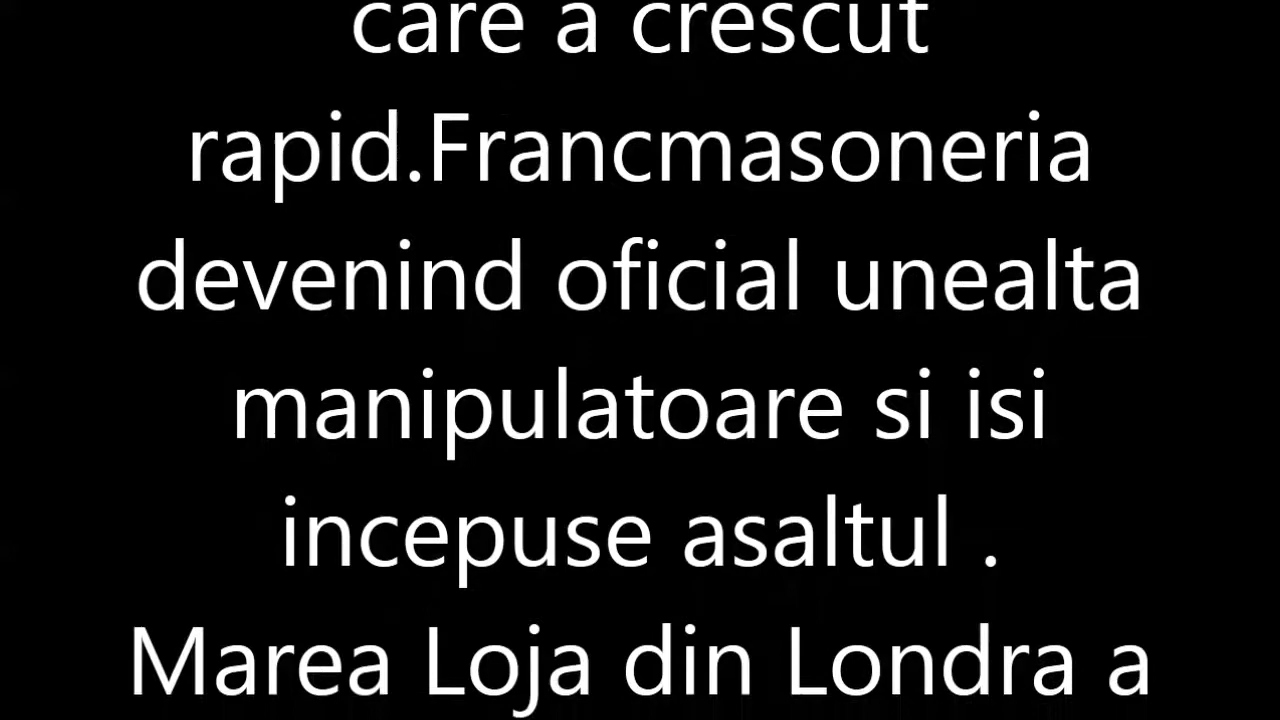 care a crescut
rapid.Francmasoneria
devenind oficial unealta
manipulatoare si isi
incepuse asaltul .
Marea Loja din Londra a